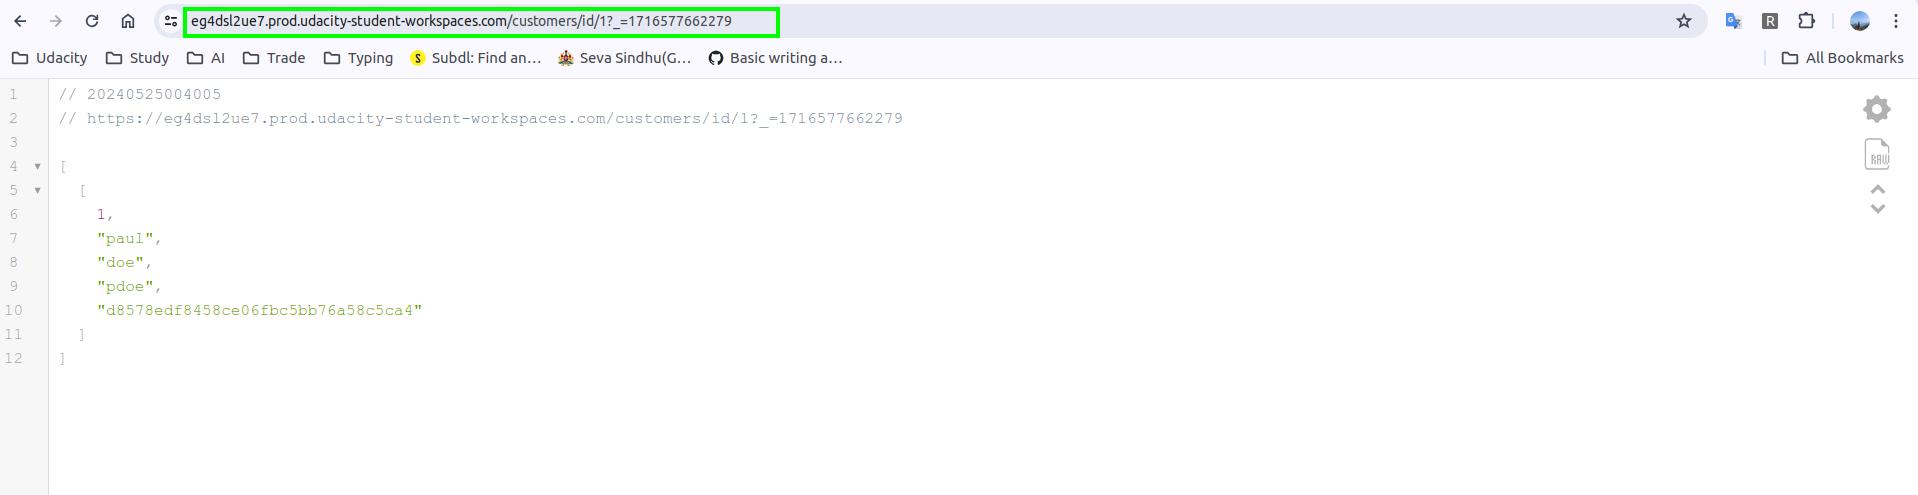 eg4dsl2ue7.prod.udacity-student-workspaces.com/customers/id/1?_=1716577662279
R
Udacity Study AI Trade Typing S Subdl: Find an... Seva Sindhu(G... Basic writing a... All Bookmarks
1 // 20240525004005
2 // https://eg4dsl2ue7.prod.udacity-student-workspaces.com/customers/id/1?_=1716577662279
3
4 [
5 [
6 1,
7 "paul",
8 "doe",
9 "pdoe",
10 "d8578edf8458ce06fbc5bb76a58c5ca4"
11 ]
12 ]
RAW